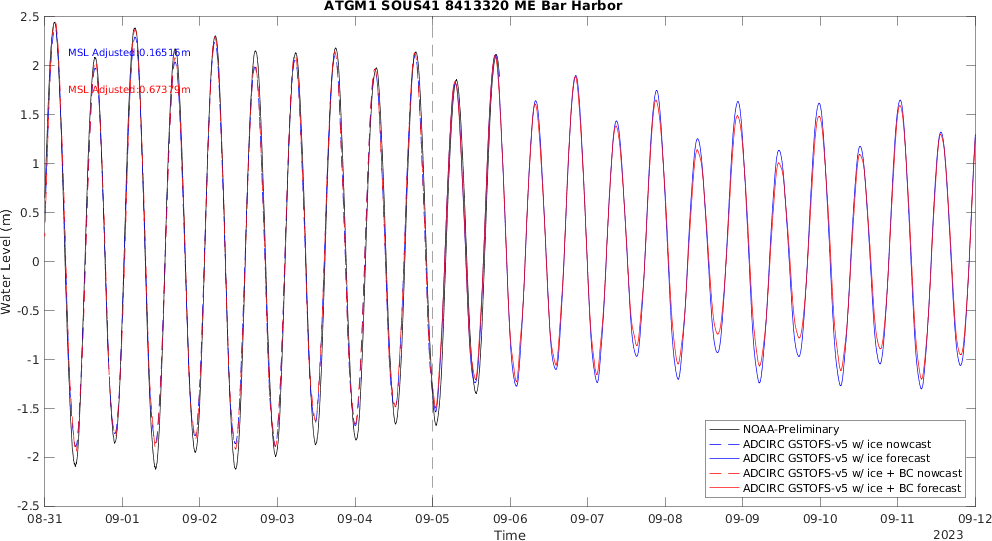 ATGM1 SOUS41 8413320 ME Bar Harbor
2.5
2
1.5
1
0.5
0
-0.5
-1
-1.5
-2
-2.5
Water Level (m)
MSL Adjusted:0.16516m
MSL Adjusted:0.67379m
NOAA-Preliminary
ADCIRC GSTOFS-v5 w/ ice nowcast
ADCIRC GSTOFS-v5 w/ ice forecast
ADCIRC GSTOFS-v5 w/ ice + BC nowcast
ADCIRC GSTOFS-v5 w/ ice + BC forecast
08-31 09-01 09-02 09-03 09-04 09-05 09-06 09-07 09-08 09-09 09-10 09-11 09-12
Time
2023